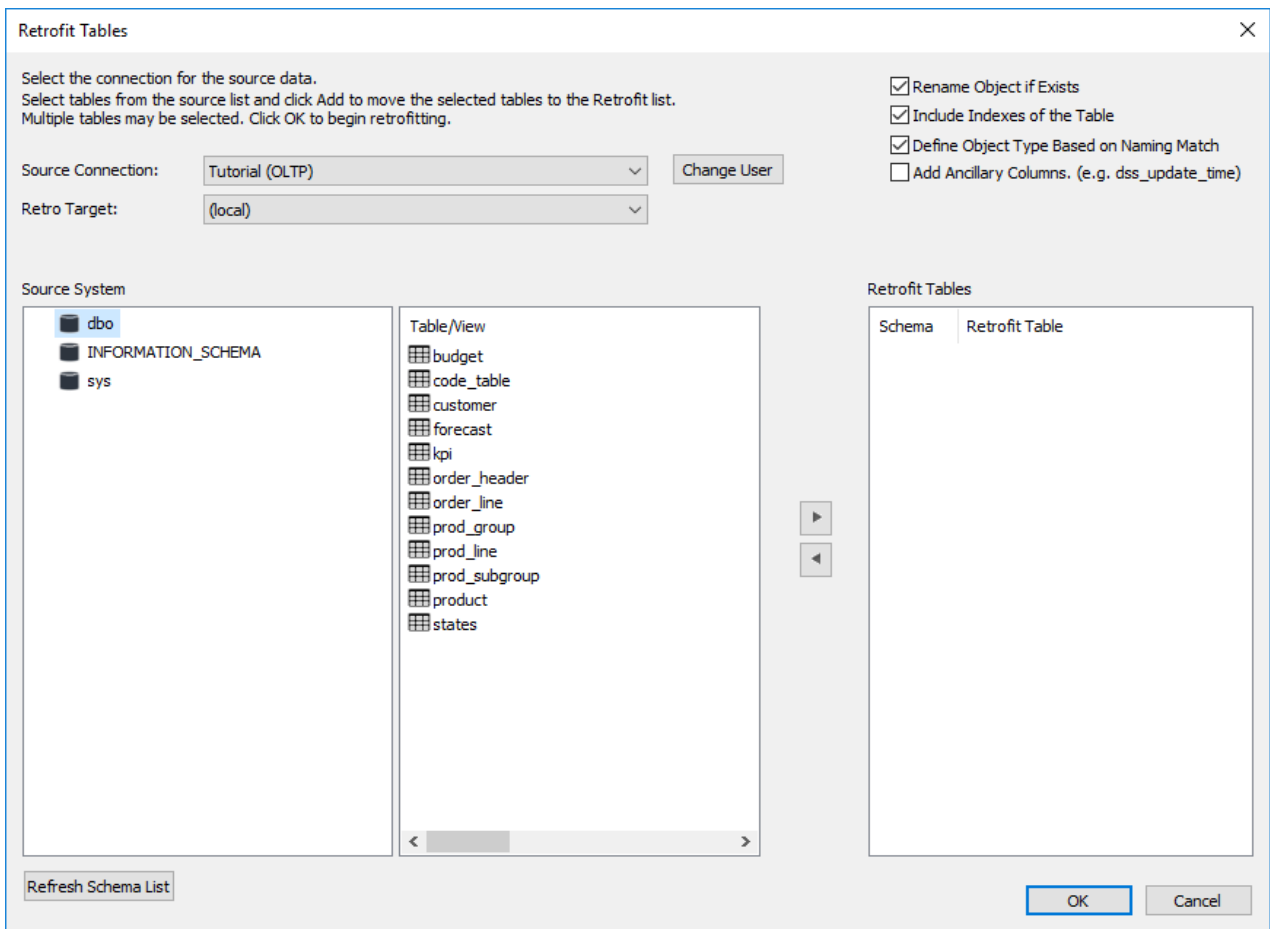 Retrofit Tables
Select the connection for the source data.
Select tables from the source list and click Add to move the selected tables to the Retrofit list.
Multiple tables may be selected. Click OK to begin retrofitting.
Rename Object if Exists
Include Indexes of the Table
Define Object Type Based on Naming Match
Add Ancillary Columns. (e.g. dss_update_time)
Source Connection: Tutorial (OLTP) Change User
Retro Target: (local)
Source System
dbo
INFORMATION_SCHEMA
sys
Table/View
budget
code_table
customer
forecast
kpi
order_header
order_line
prod_group
prod_line
prod_subgroup
product
states
Retrofit Tables
Schema Retrofit Table
Refresh Schema List
OK Cancel